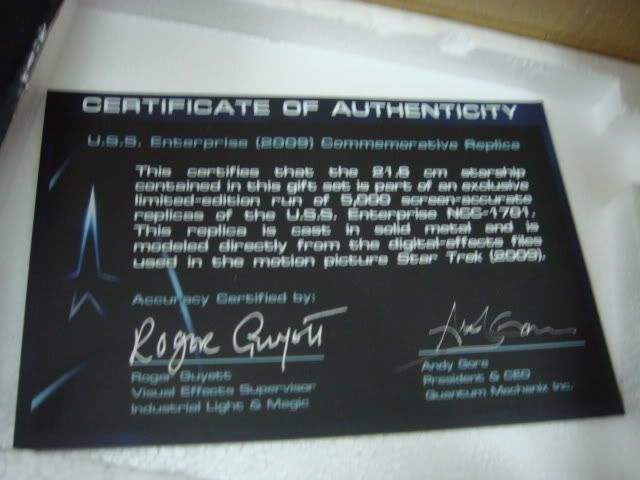 CERTIFICATE OF AUTHENTICITY
U.S.S. Enterprise (2009) Commemorative Replica
This certifies that the 21.6 cm starship
contained in this gift set is part of an exclusive
limited-edition run of 5,000 screen-accurate
replicas of the U.S.S. Enterprise NCC-1701.
This replica is cast in solid metal and is
modeled directly from the digital-effects files
used in the motion picture Star Trek (2009).
Accuracy Certified by:
Roger Guyett
Roger Guyett
Visual Effects Supervisor
Industrial Light & Magic
Andy Gore
President & CEO
Quantum Mechanix Inc.